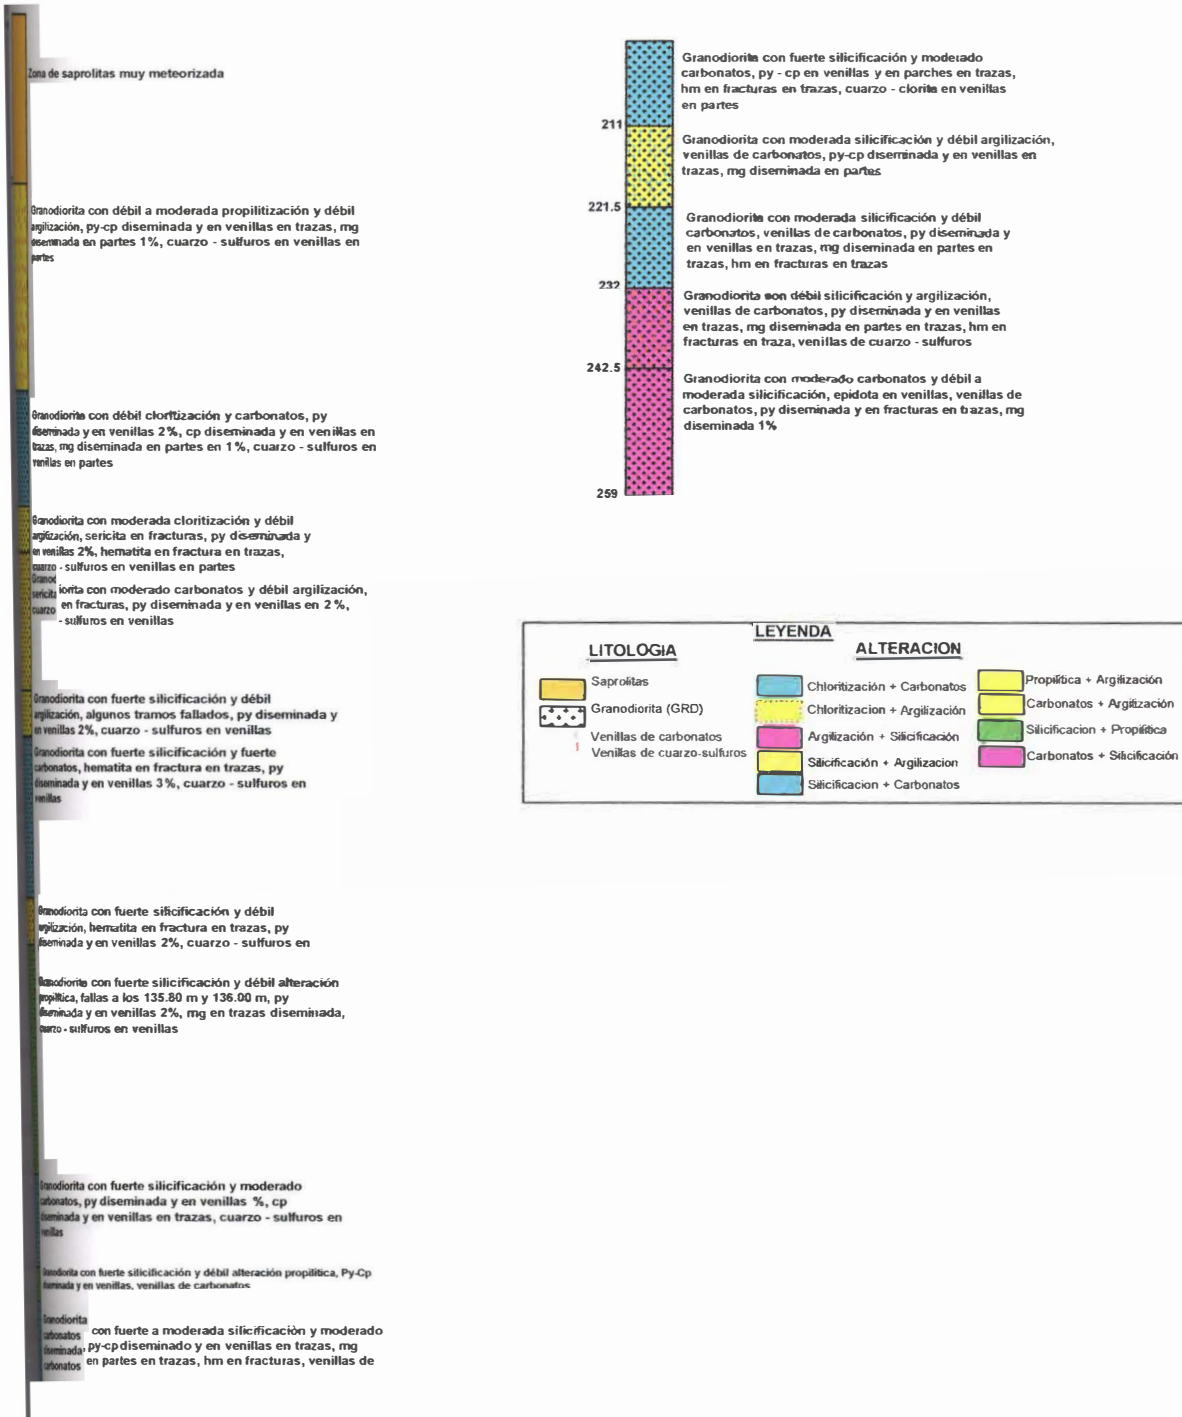 Zona de saprolitas muy meteorizada
Granodiorita con débil a moderada propilitización y débil
argilización, py-cp diseminada y en venillas en trazas, mg
diseminada en partes 1%, cuarzo - sulfuros en venillas en
partes
Granodiorita con débil cloritización y carbonatos, py
diseminada y en venillas 2%, cp diseminada y en venillas en
trazas, mg diseminada en partes en 1%, cuarzo - sulfuros en
venillas en partes
Granodiorita con moderada cloritización y débil
argilización, sericita en fracturas, py diseminada y
en venillas 2%, hematita en fractura en trazas,
cuarzo - sulfuros en venillas en partes
Granodiorita con moderado carbonatos y débil argilización,
sericita en fracturas, py diseminada y en venillas en 2%,
cuarzo - sulfuros en venillas
Granodiorita con fuerte silicificación y débil
argilización, algunos tramos fallados, py diseminada y
en venillas 2%, cuarzo - sulfuros en venillas
Granodiorita con fuerte silicificación y fuerte
carbonatos, hematita en fractura en trazas, py
diseminada y en venillas 3%, cuarzo - sulfuros en
venillas
Granodiorita con fuerte silicificación y débil
argilización, hematita en fractura en trazas, py
diseminada y en venillas 2%, cuarzo - sulfuros en
Granodiorita con fuerte silicificación y débil alteración
propilítica, fallas a los 135.80 m y 136.00 m, py
diseminada y en venillas 2%, mg en trazas diseminada,
cuarzo - sulfuros en venillas
Granodiorita con fuerte silicificación y moderado
carbonatos, py diseminada y en venillas %, cp
diseminada y en venillas en trazas, cuarzo - sulfuros en
venillas
Granodiorita con fuerte silicificación y débil alteración propilítica, Py-Cp
diseminada y en venillas, venillas de carbonatos
Granodiorita con fuerte a moderada silicificación y moderado
carbonatos, py-cp diseminado y en venillas en trazas, mg
diseminada en partes en trazas, hm en fracturas, venillas de
carbonatos
Granodiorita con fuerte silicificación y moderado
carbonatos, py - cp en venillas y en parches en trazas,
hm en fracturas en trazas, cuarzo - clorita en venillas
en partes
211
Granodiorita con moderada silicificación y débil argilización,
venillas de carbonatos, py-cp diseminada y en venillas en
trazas, mg diseminada en partes
221.5
Granodiorita con moderada silicificación y débil
carbonatos, venillas de carbonatos, py diseminada y
en venillas en trazas, mg diseminada en partes en
trazas, hm en fracturas en trazas
232
Granodiorita con débil silicificación y argilización,
venillas de carbonatos, py diseminada y en venillas
en trazas, mg diseminada en partes en trazas, hm en
fracturas en traza, venillas de cuarzo - sulfuros
242.5
Granodiorita con moderado carbonatos y débil a
moderada silicificación, epidota en venillas, venillas de
carbonatos, py diseminada y en fracturas en trazas, mg
diseminada 1%
259
LEYENDA
LITOLOGIA
Saprolitas
Granodiorita (GRD)
Venillas de carbonatos
Venillas de cuarzo-sulfuros
ALTERACION
Chloritización + Carbonatos
Chloritizacion + Argilización
Argilización + Silicificación
Silicificación + Argilizacion
Silicificacion + Carbonatos
Propilítica + Argilización
Carbonatos + Argilización
Silicificacion + Propilítica
Carbonatos + Silicificación